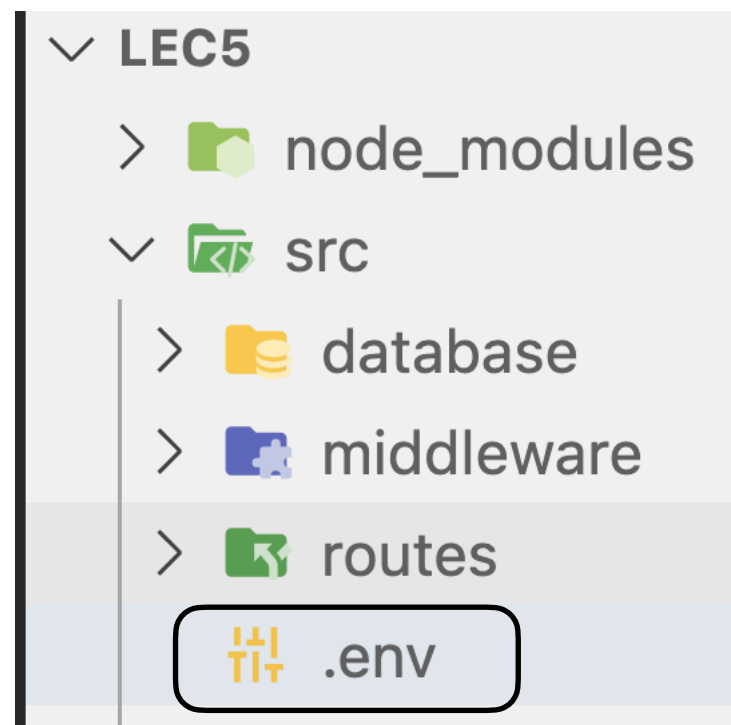 LEC5
node_modules
src
database
middleware
routes
.env